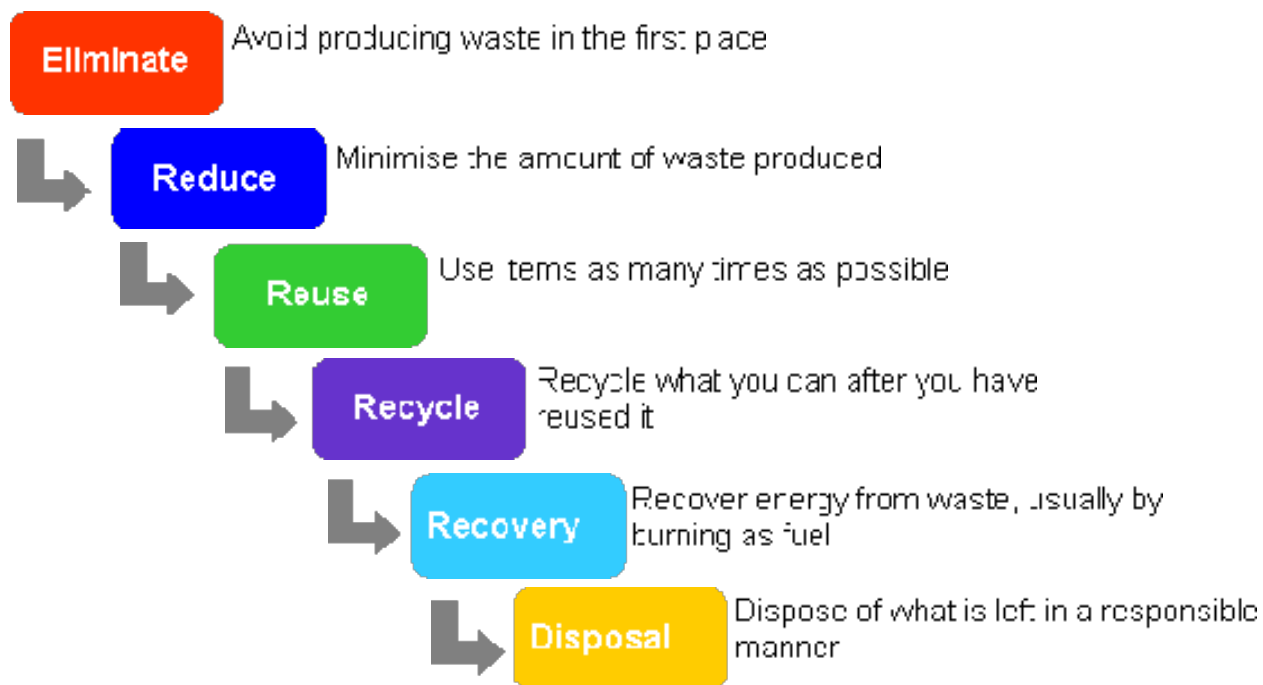 Eliminate
Avoid producing waste in the first place
Reduce
Minimise the amount of waste produced
Reuse
Use items as many times as possible
Recycle
Recycle what you can after you have
reused it
Recovery
Recover energy from waste, usually by
burning as fuel
Disposal
Dispose of what is left in a responsible
manner